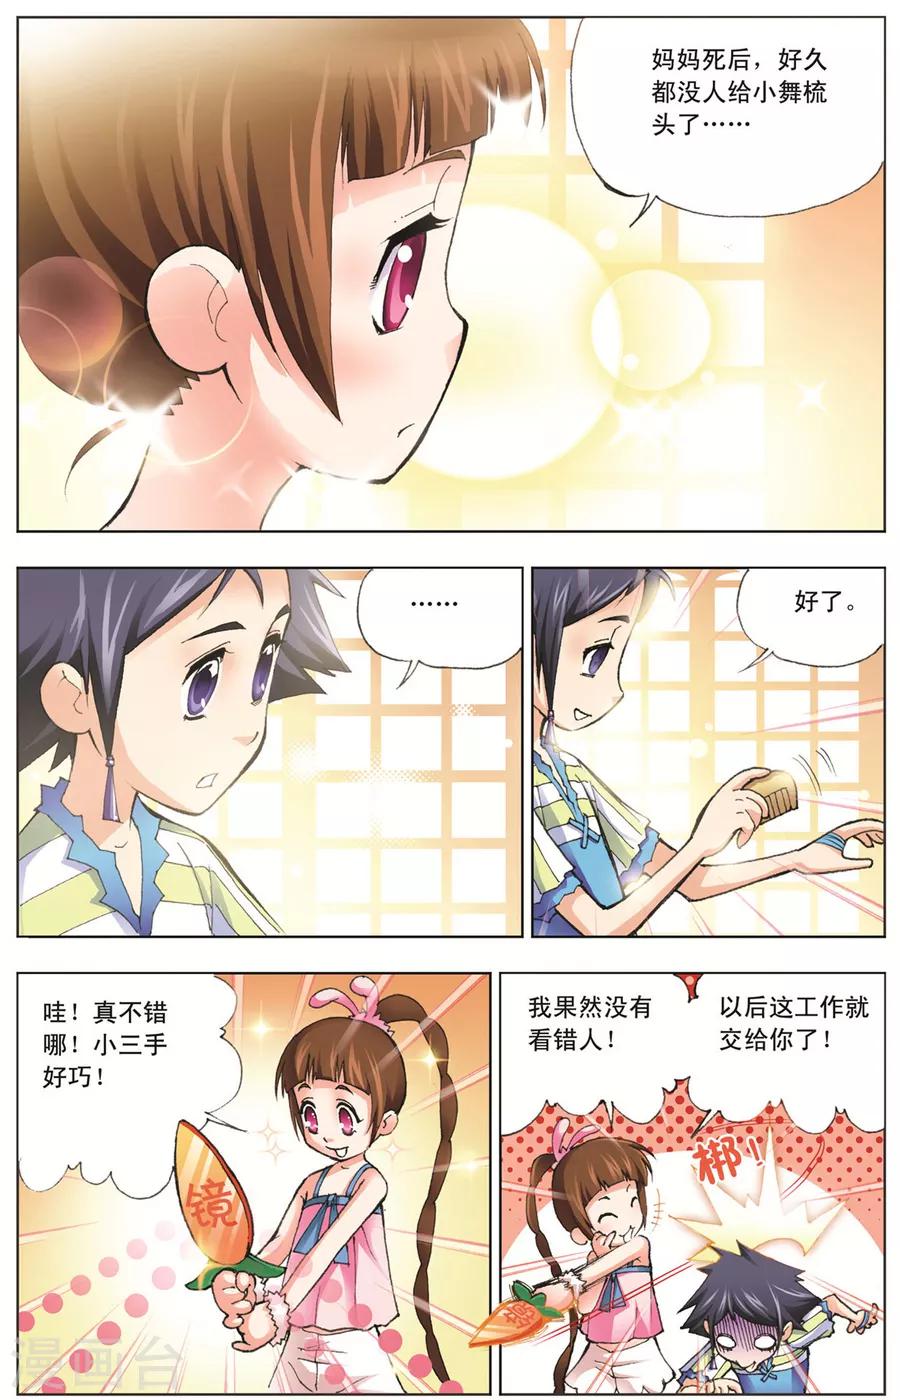 妈妈死后，好久
都没人给小舞梳
头了……
……
好了。
哇！真不错
哪！小三手
好巧！
镜
我果然没有
看错人！
以后这工作就
交给你了！
梆！
漫画台